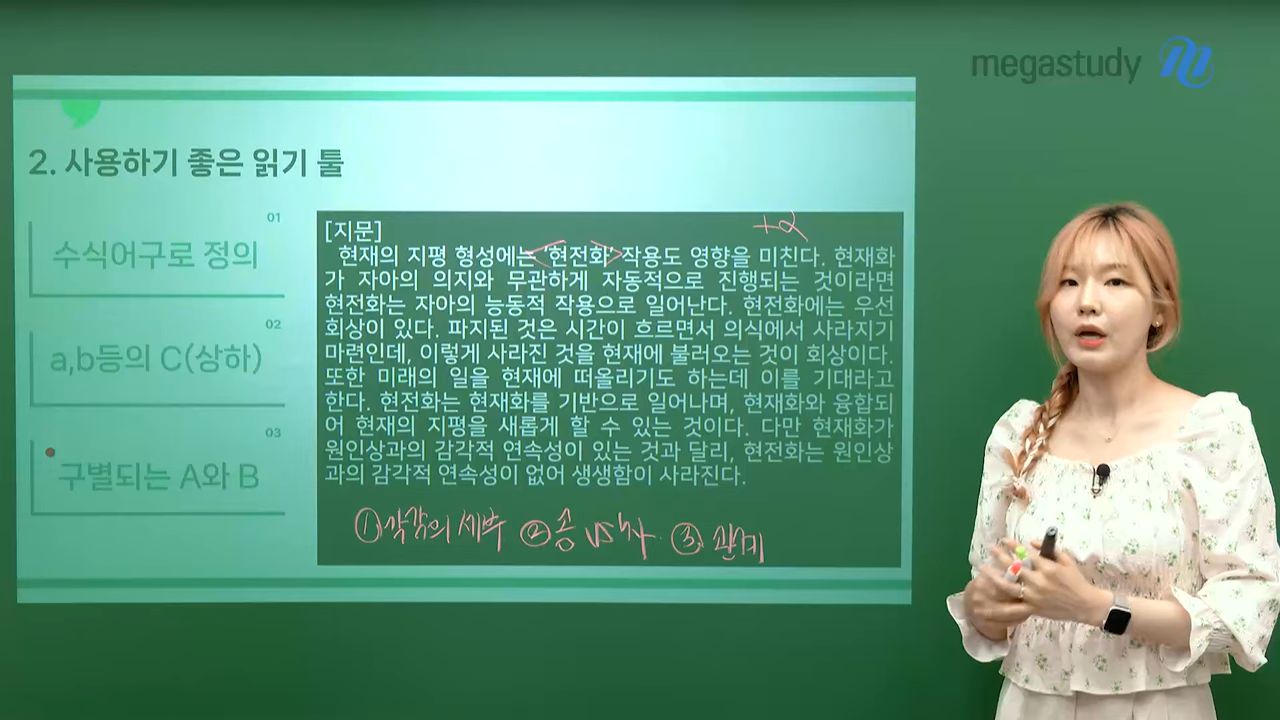 megastudy
2. 사용하기 좋은 읽기 툴
01
수식어구로 정의
02
a,b등의 C(상하)
03
구별되는 A와 B
+α
[지문]
현재의 지평 형성에는 '현전화' 작용도 영향을 미친다. 현재화
가 자아의 의지와 무관하게 자동적으로 진행되는 것이라면
현전화는 자아의 능동적 작용으로 일어난다. 현전화에는 우선
회상이 있다. 파지된 것은 시간이 흐르면서 의식에서 사라지기
마련인데, 이렇게 사라진 것을 현재에 불러오는 것이 회상이다.
또한 미래의 일을 현재에 떠올리기도 하는데 이를 기대라고
한다. 현전화는 현재화를 기반으로 일어나며, 현재화와 융합되
어 현재의 지평을 새롭게 할 수 있는 것이다. 다만 현재화가
원인상과의 감각적 연속성이 있는 것과 달리, 현전화는 원인상
과의 감각적 연속성이 없어 생생함이 사라진다.
①각각의 세부 ②공 vs 차 ③ 관계